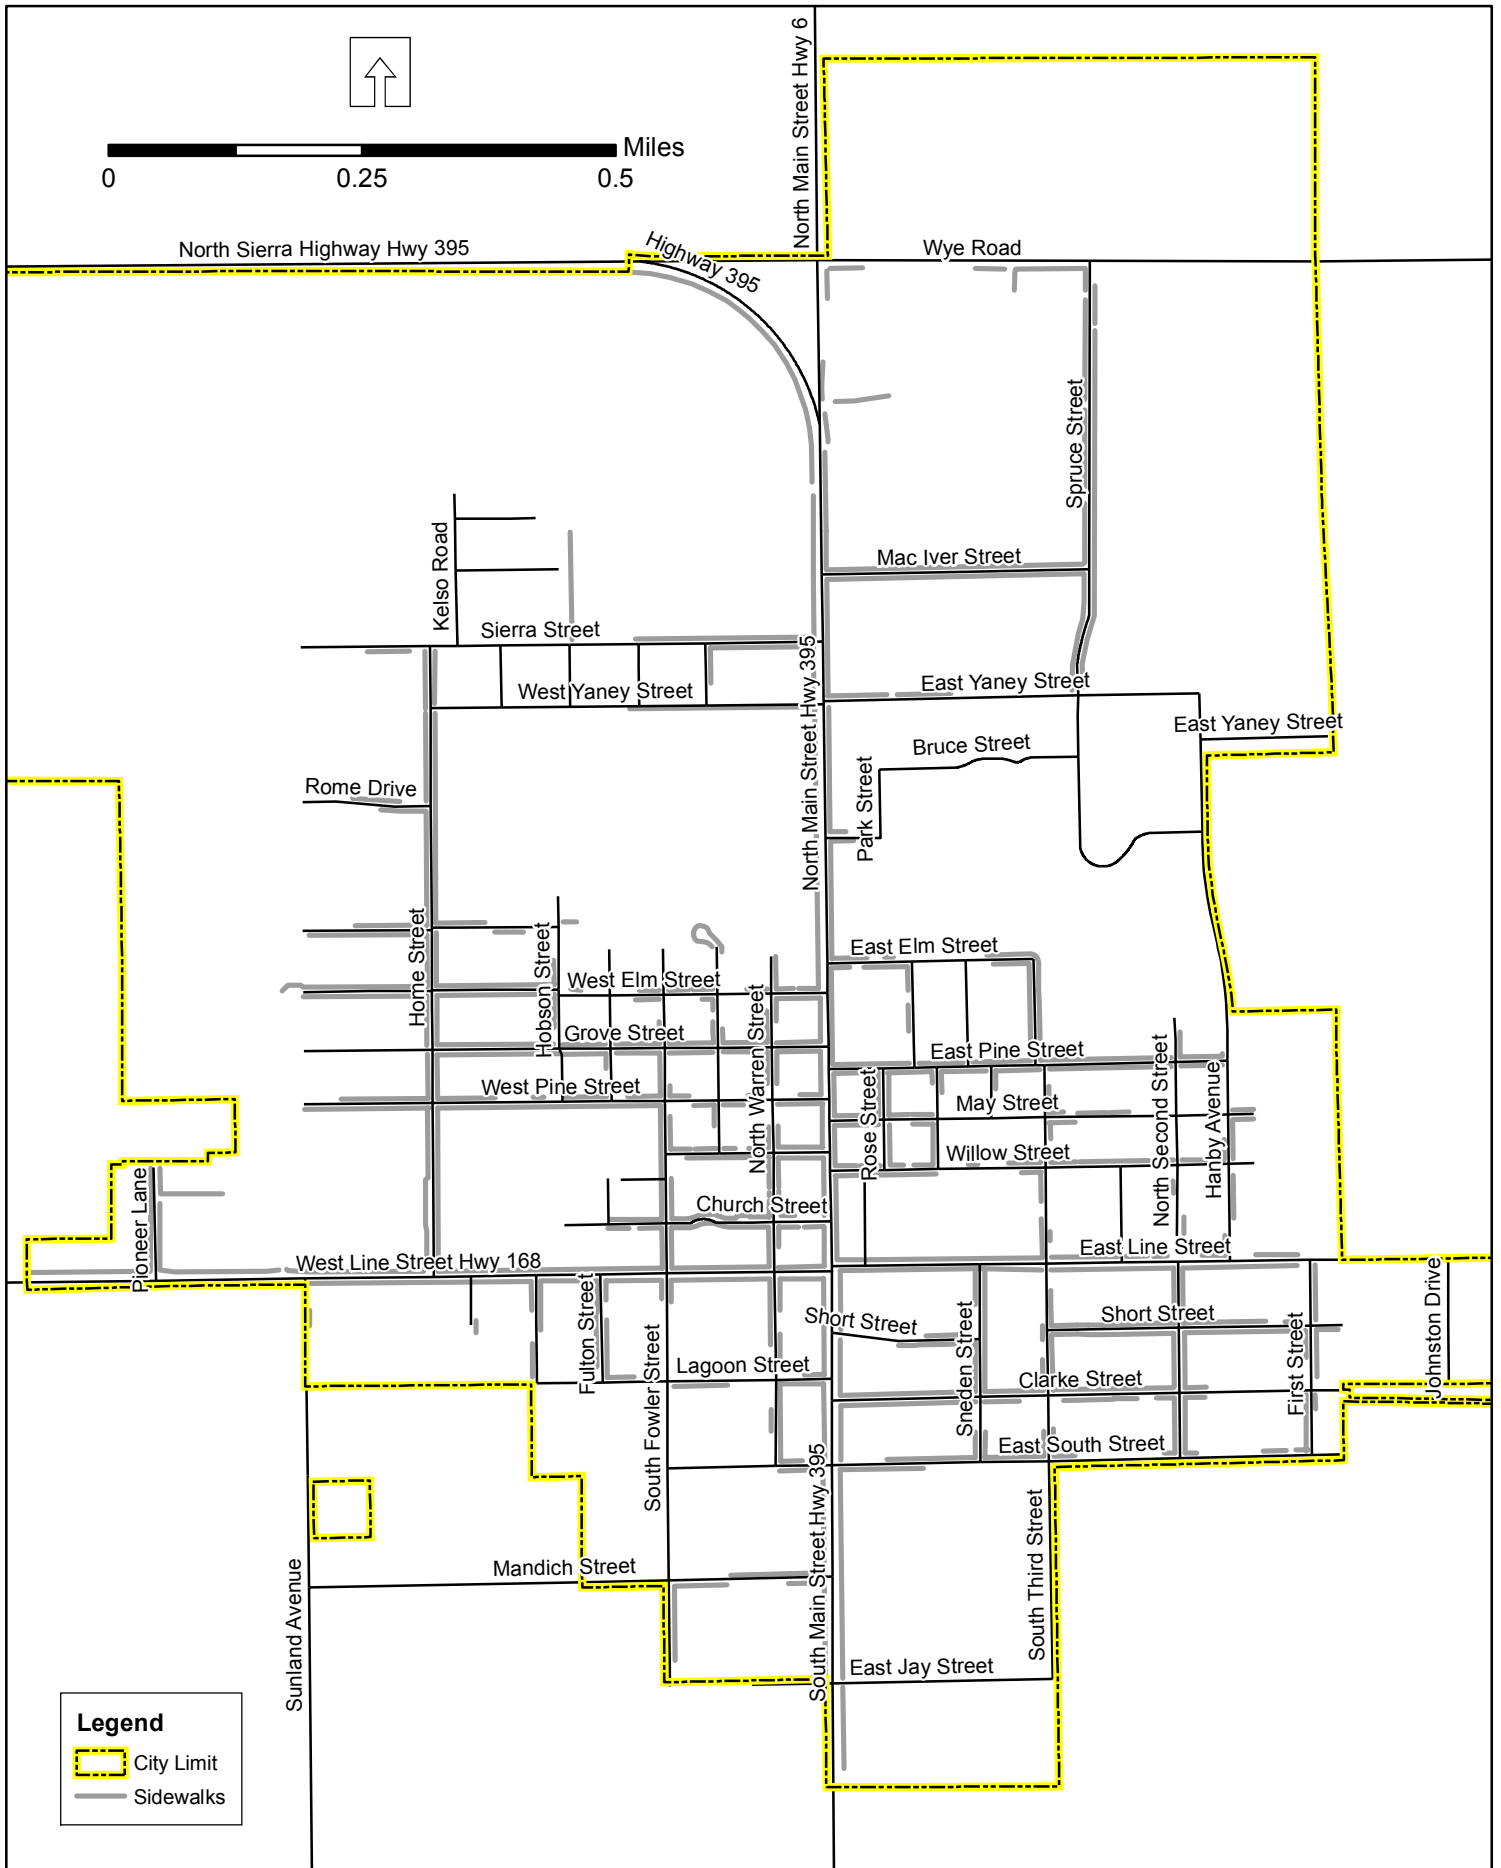 North Main Street Hwy 6
Miles
0
0.25
0.5
North Sierra Highway Hwy 395
Highway 395
Wye Road
Spruce Street
Mac Iver Street
Kelso Road
Sierra Street
West Yaney Street
North Main Street Hwy 395
East Yaney Street
East Yaney Street
Bruce Street
Park Street
Rome Drive
Home Street
Hobson Street
West Elm Street
East Elm Street
Grove Street
North Warren Street
East Pine Street
West Pine Street
Rose Street
May Street
North Second Street
Hanby Avenue
Willow Street
Church Street
Pioneer Lane
West Line Street Hwy 168
East Line Street
Johnston Drive
Fulton Street
Short Street
Short Street
South Fowler Street
Lagoon Street
Sneden Street
Clarke Street
First Street
East South Street
South Main Street Hwy 395
South Third Street
Mandich Street
Sunland Avenue
East Jay Street
Legend
City Limit
Sidewalks